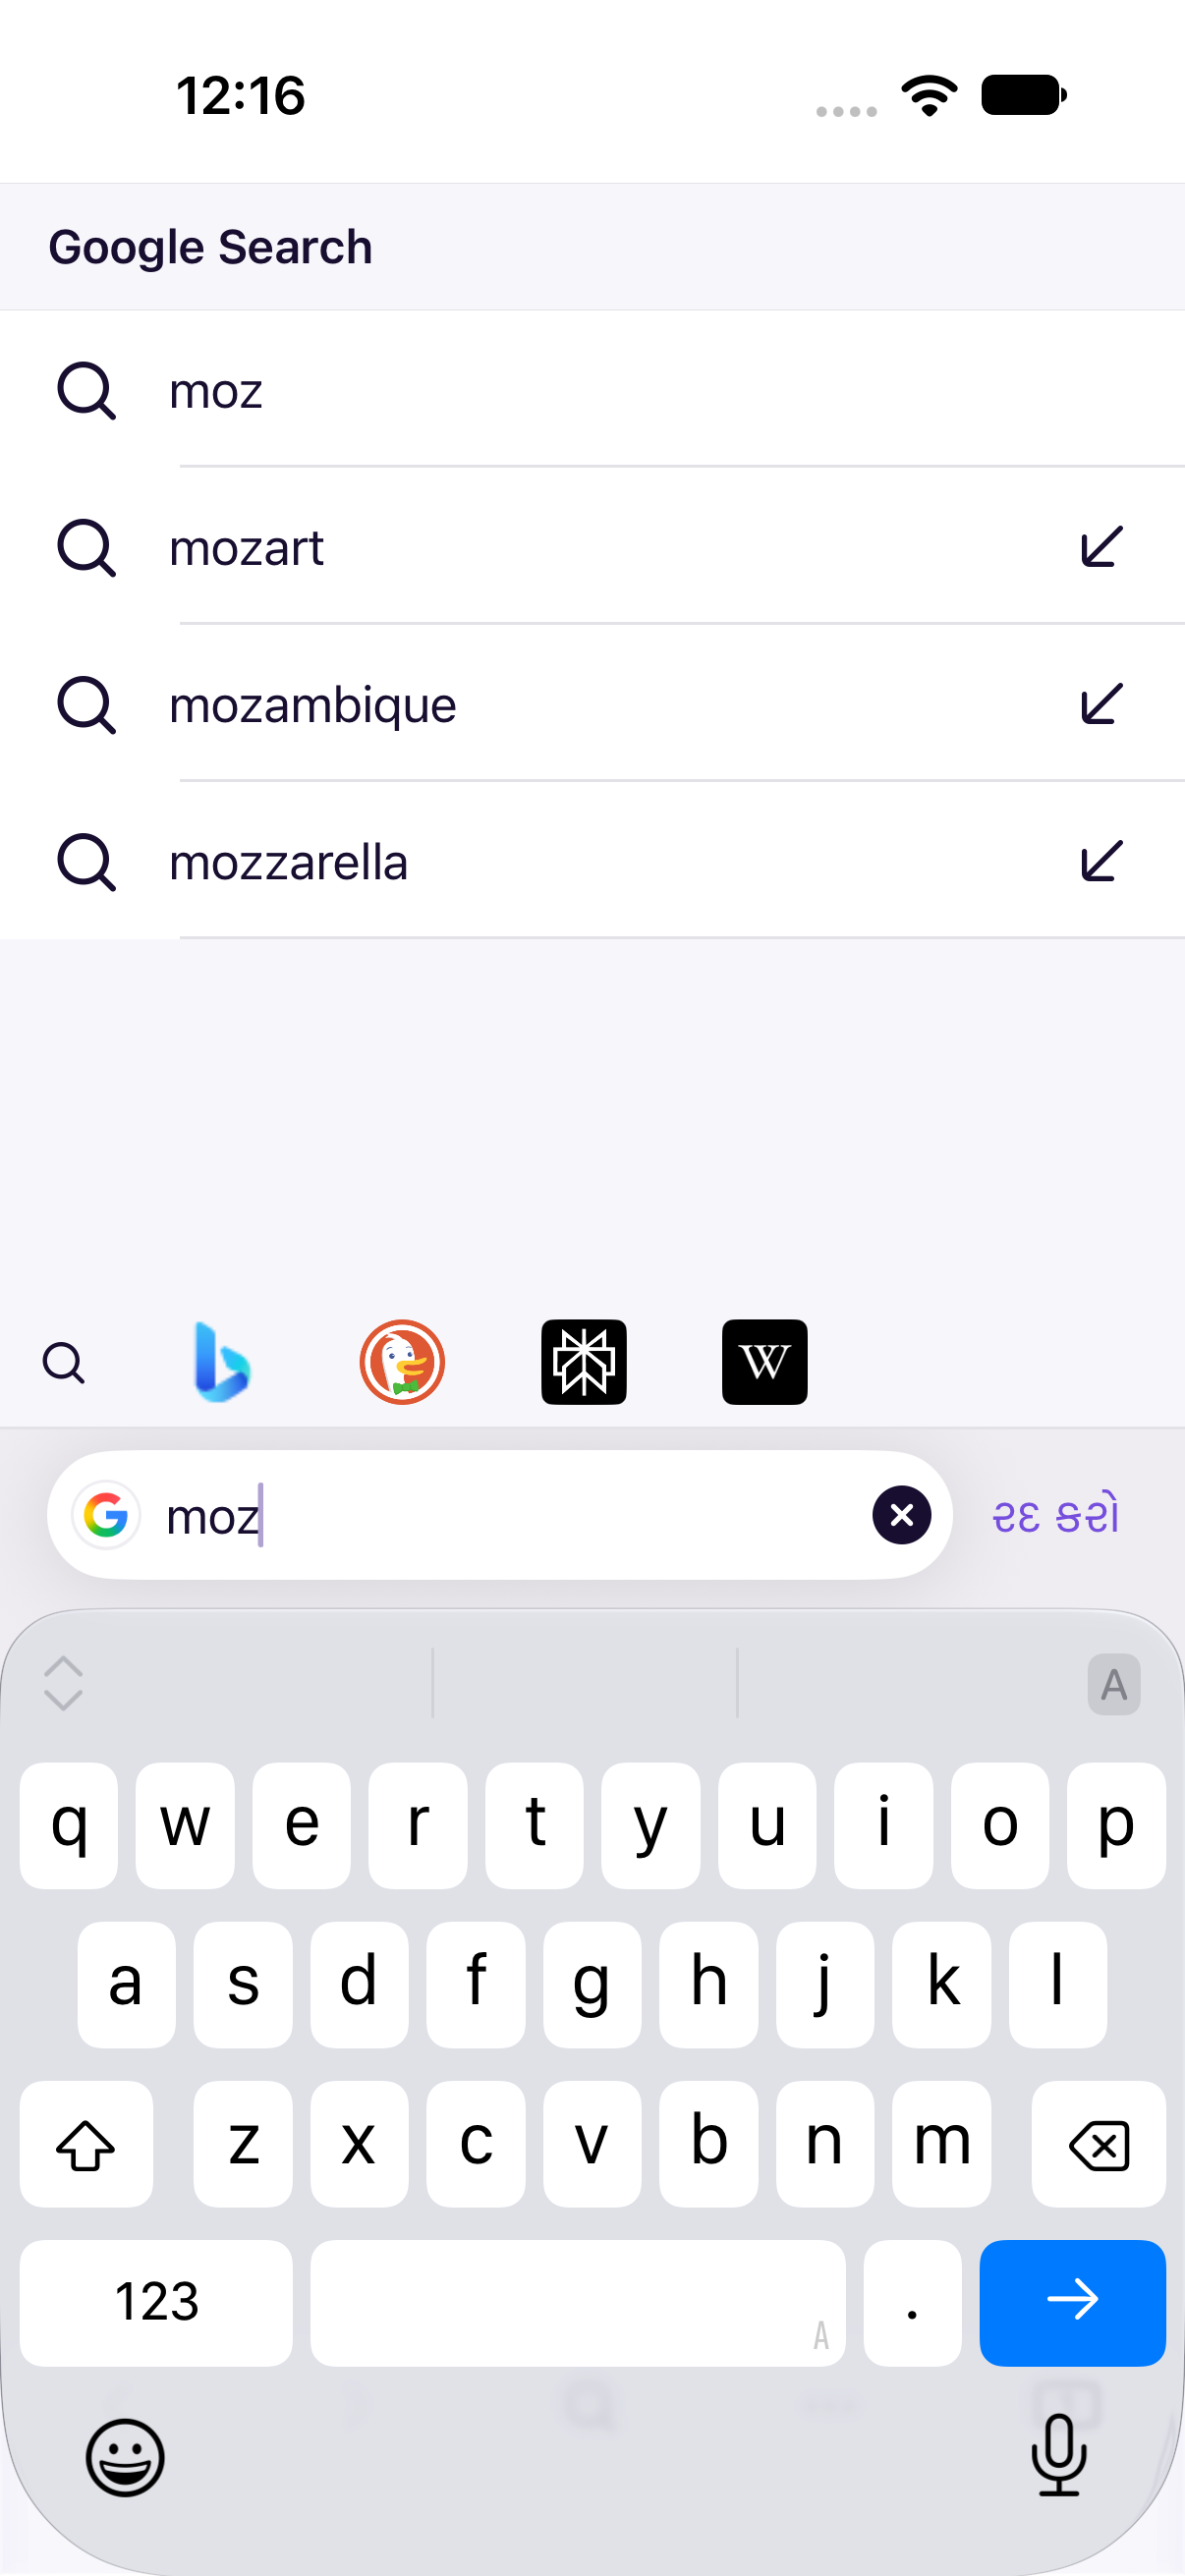 12:16
Google Search
moz
mozart
mozambique
mozzarella
W
moz
રદ કરો
A
q w e r t y u i o p
a s d f g h j k l
z x c v b n m
123
A
.